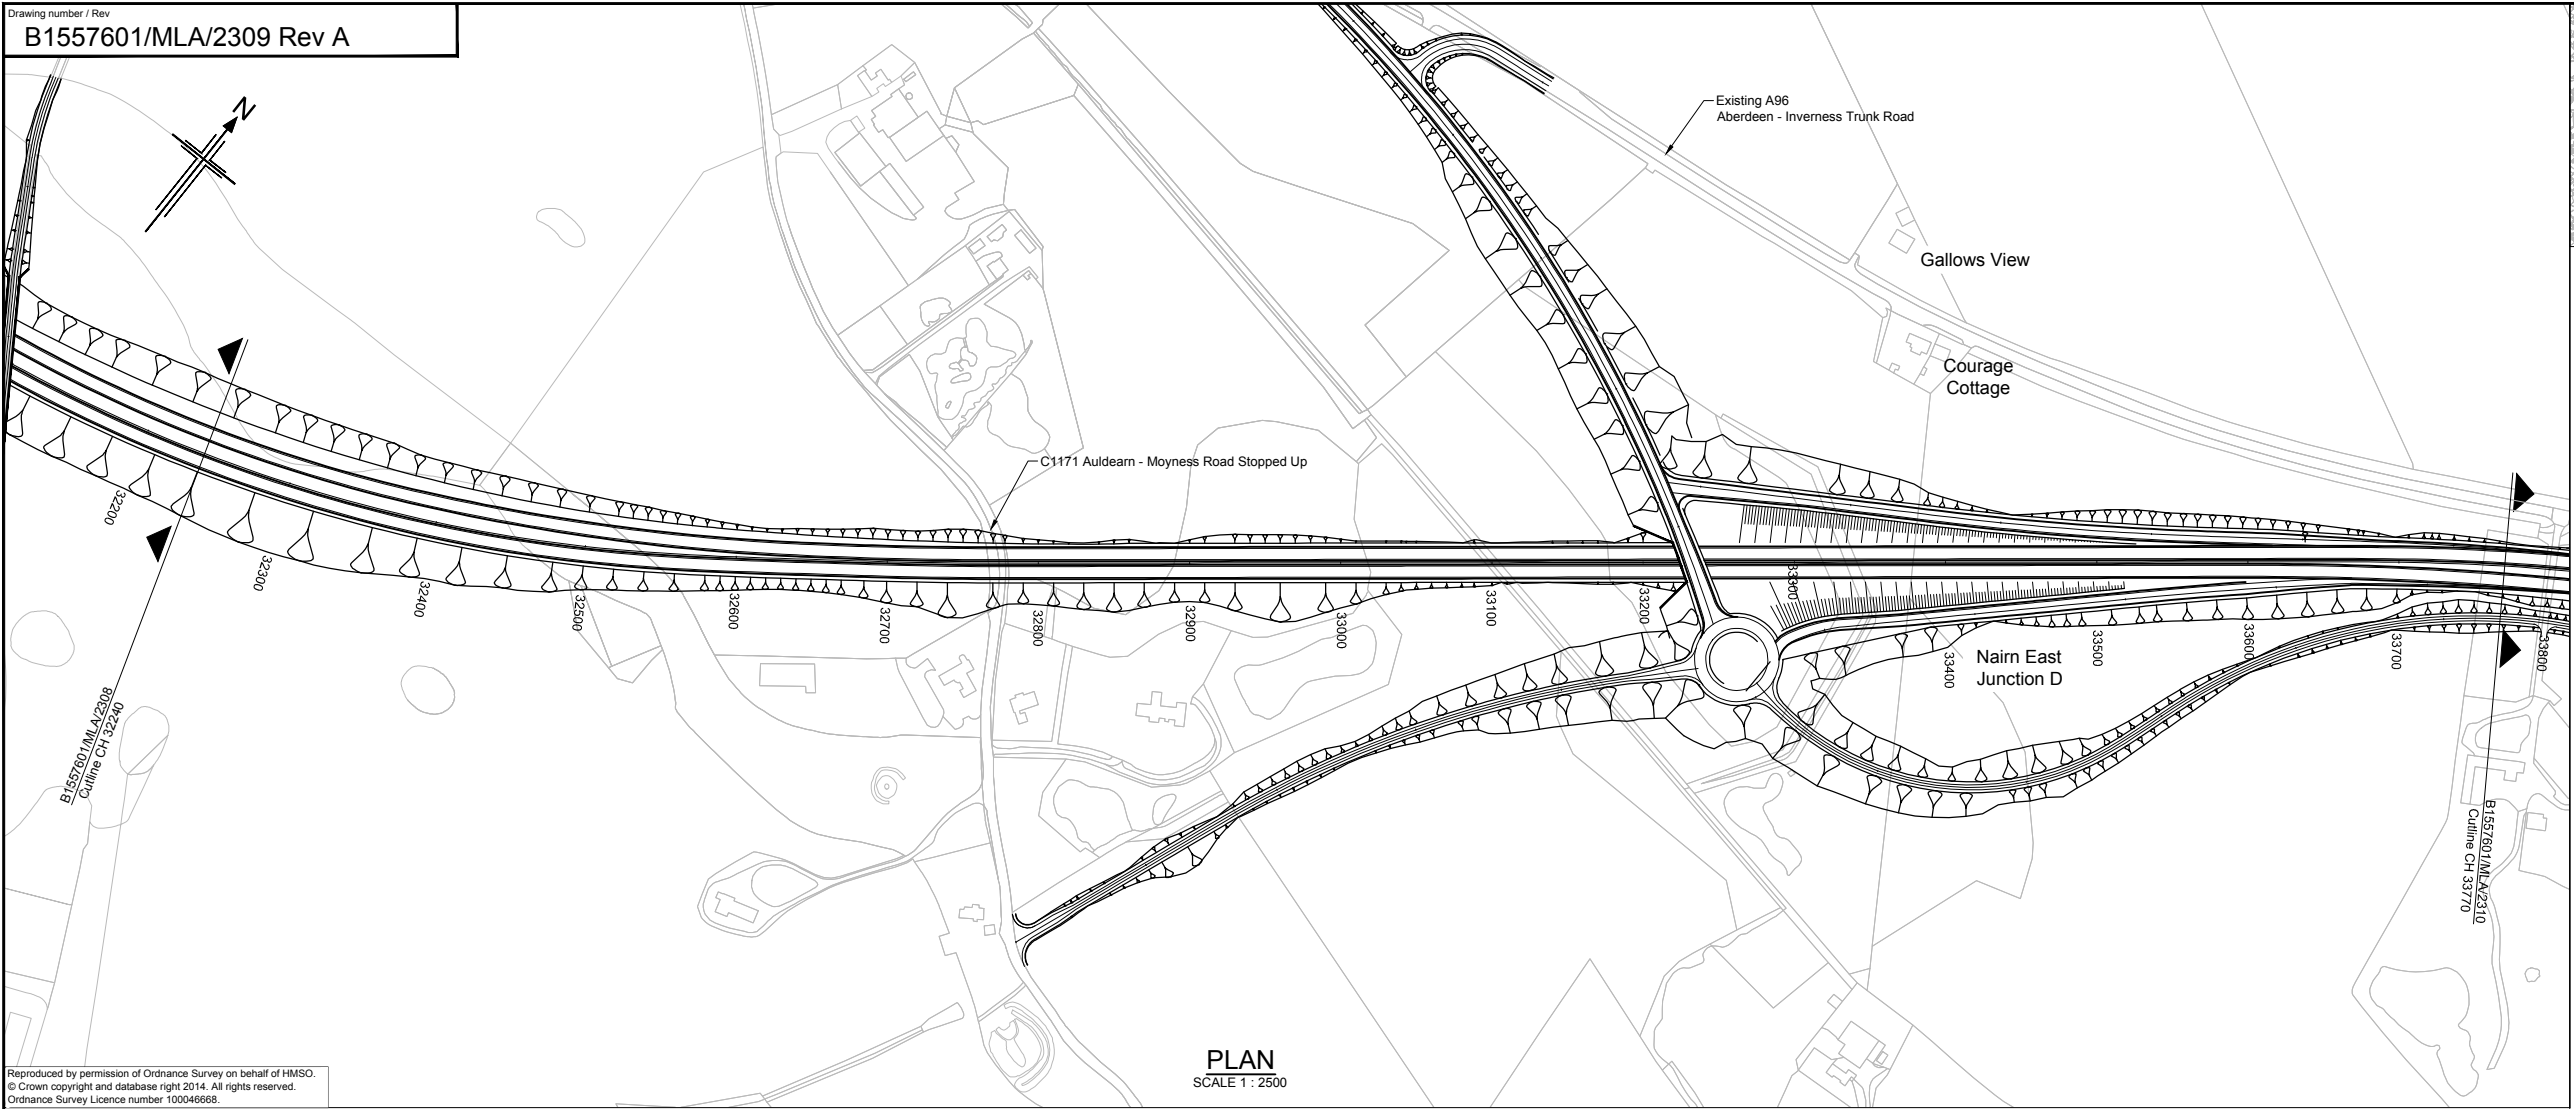 Drawing number / Rev
B1557601/MLA/2309 Rev A
N
Existing A96
Aberdeen - Inverness Trunk Road
Gallows View
Courage
Cottage
C1171 Auldearn - Moyness Road Stopped Up
32200
32300
32400
32500
32600
32700
32800
32900
33000
33100
33200
33300
33400
33500
33600
33700
33800
Nairn East
Junction D
B1557601/MLA/2308
Cutline CH 32240
B1557601/MLA/2310
Cutline CH 33770
PLAN
SCALE 1 : 2500
Reproduced by permission of Ordnance Survey on behalf of HMSO.
© Crown copyright and database right 2014. All rights reserved.
Ordnance Survey Licence number 100046668.